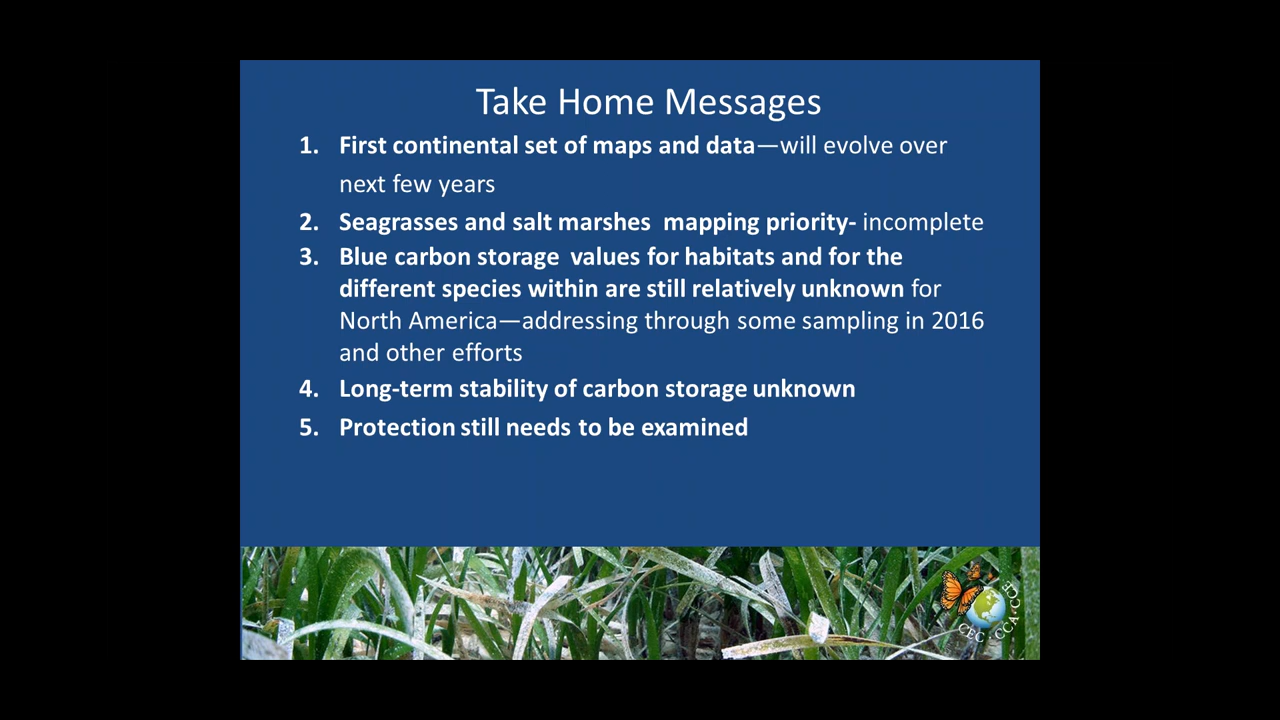 Take Home Messages
1. First continental set of maps and data—will evolve over
next few years
2. Seagrasses and salt marshes mapping priority- incomplete
3. Blue carbon storage values for habitats and for the
different species within are still relatively unknown for
North America—addressing through some sampling in 2016
and other efforts
4. Long-term stability of carbon storage unknown
5. Protection still needs to be examined
CEC·CCA·CCE